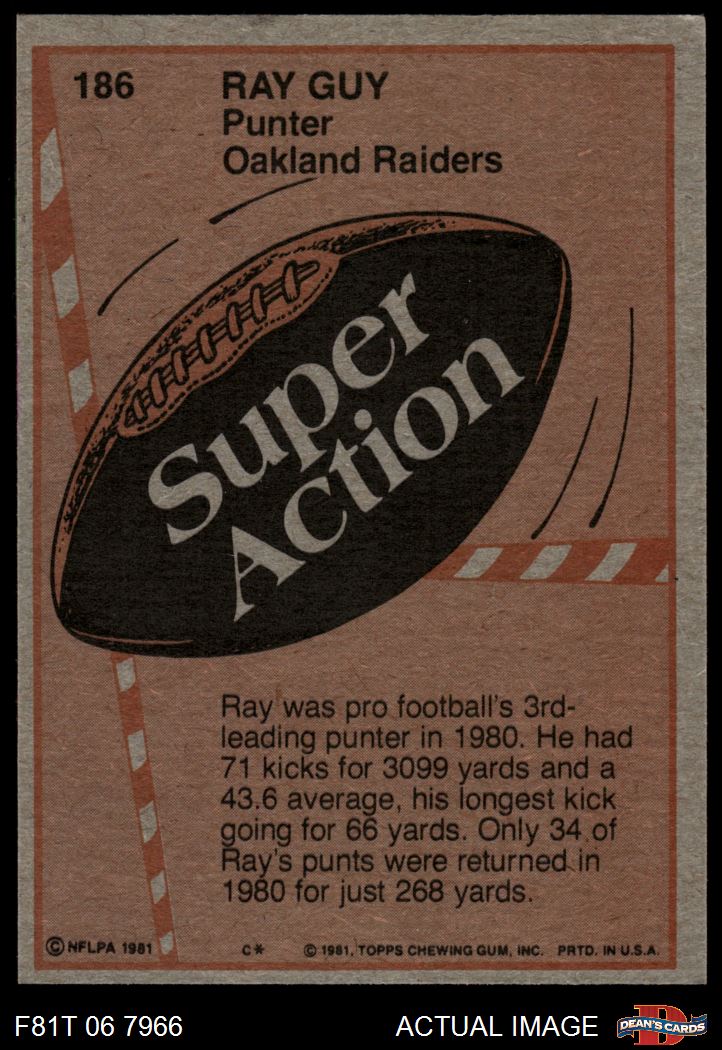 186
RAY GUY
Punter
Oakland Raiders
Super
Action
Ray was pro football's 3rd-
leading punter in 1980. He had
71 kicks for 3099 yards and a
43.6 average, his longest kick
going for 66 yards. Only 34 of
Ray's punts were returned in
1980 for just 268 yards.
© NFLPA 1981 C* © 1981, TOPPS CHEWING GUM, INC. PRTD. IN U.S.A.
F81T 06 7966 ACTUAL IMAGE D DEAN'S CARDS